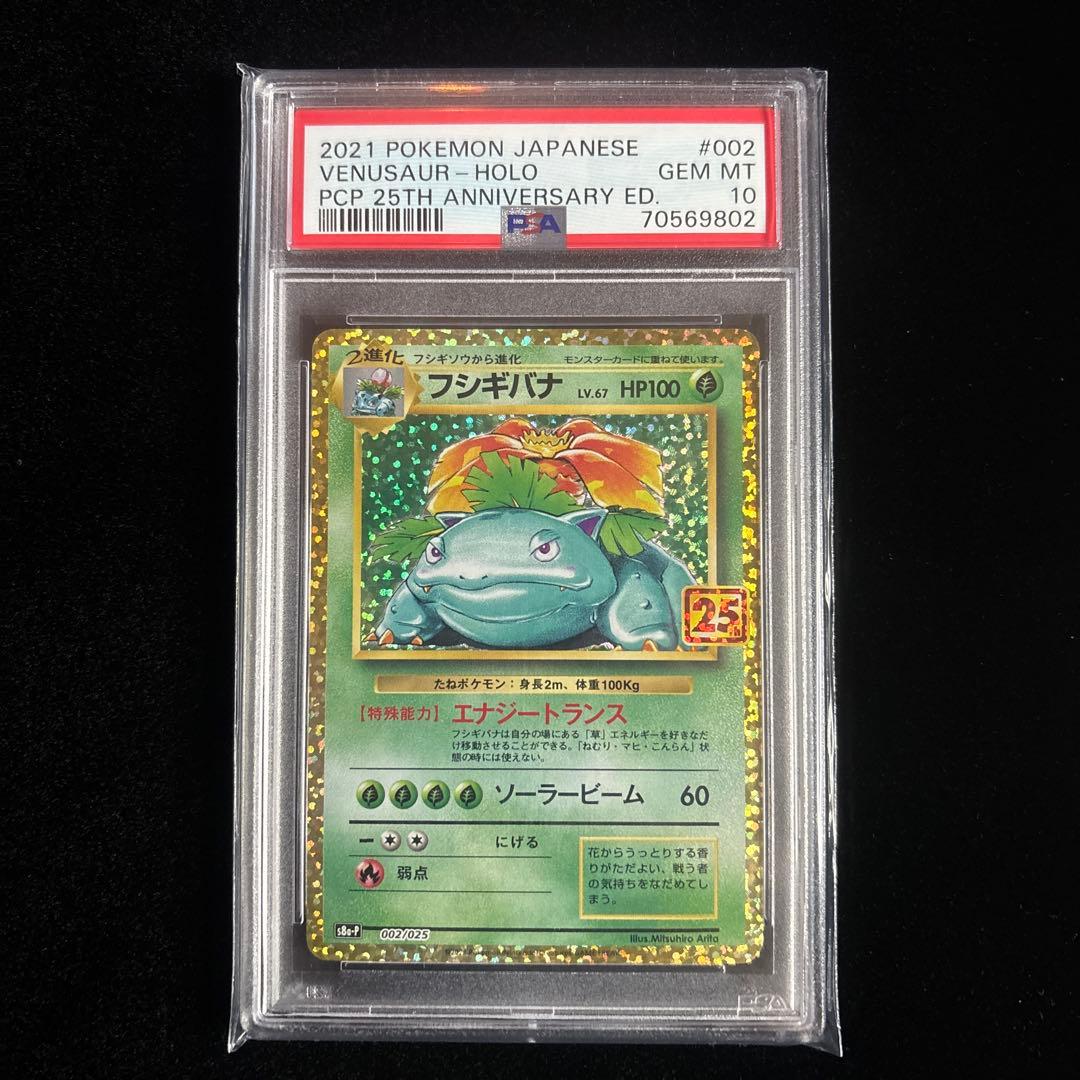 2021 POKEMON JAPANESE #002
VENUSAUR-HOLO GEM MT
PCP 25TH ANNIVERSARY ED. 10
70569802
PSA
2進化 フシギソウから進化 モンスターカードに重ねて使います。
フシギバナ LV.67 HP100
25th
たねポケモン：身長2m、体重100Kg
【特殊能力】 エナジートランス
フシギバナは自分の場にある「草」エネルギーを好きなだ
け移動させることができる。「ねむり・マヒ・こんらん」状
態の時には使えない。
ソーラービーム 60
ー にげる
弱点
花からうっとりする香
りがただよい、戦う者
の気持ちをなだめてし
まう。
s8a-P 002/025
Illus.Mitsuhiro Arita
PSA